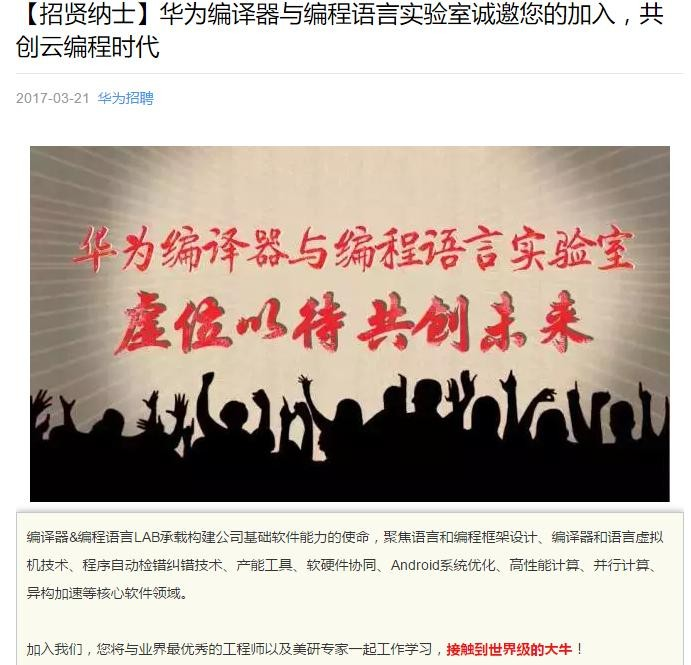 【招贤纳士】华为编译器与编程语言实验室诚邀您的加入，共
创云编程时代
2017-03-21 华为招聘
华为编译器与编程语言实验室
虚位以待 共创未来
编译器&编程语言LAB承载构建公司基础软件能力的使命，聚焦语言和编程框架设计、编译器和语言虚拟
机技术、程序自动检错纠错技术、产能工具、软硬件协同、Android系统优化、高性能计算、并行计算、
异构加速等核心软件领域。
加入我们，您将与业界最优秀的工程师以及美研专家一起工作学习，接触到世界级的大牛！